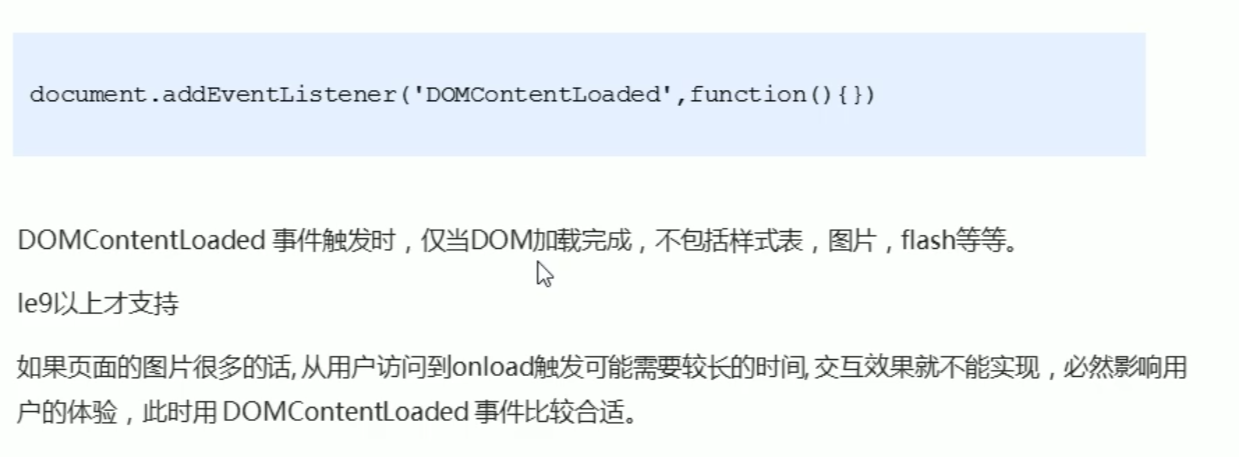 document.addEventListener('DOMContentLoaded',function(){})
DOMContentLoaded 事件触发时，仅当DOM加载完成，不包括样式表，图片，flash等等。
Ie9以上才支持
如果页面的图片很多的话, 从用户访问到onload触发可能需要较长的时间, 交互效果就不能实现，必然影响用
户的体验，此时用 DOMContentLoaded 事件比较合适。